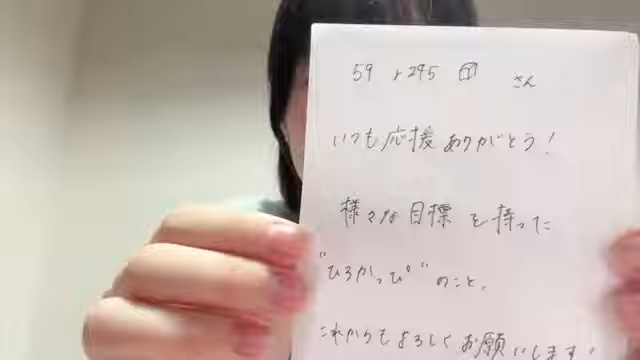 59 r 295 団 さん
いつも応援ありがとう!
様々な目標を持った
"ひろかっぴ"のこと、
これからもよろしくお願いします!